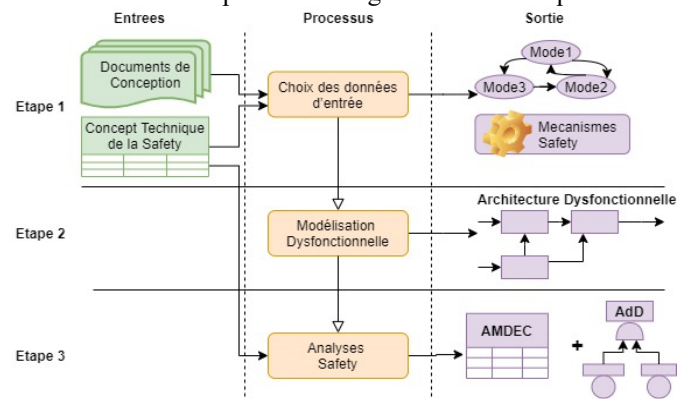 Entrees
Processus
Sortie
Etape 1
Documents de
Conception
Concept Technique
de la Safety
Choix des données
d'entrée
Mode1
Mode3
Mode2
Mecanismes
Safety
Etape 2
Modélisation
Dysfonctionnelle
Architecture Dysfonctionnelle
Etape 3
Analyses
Safety
AMDEC
+
AdD